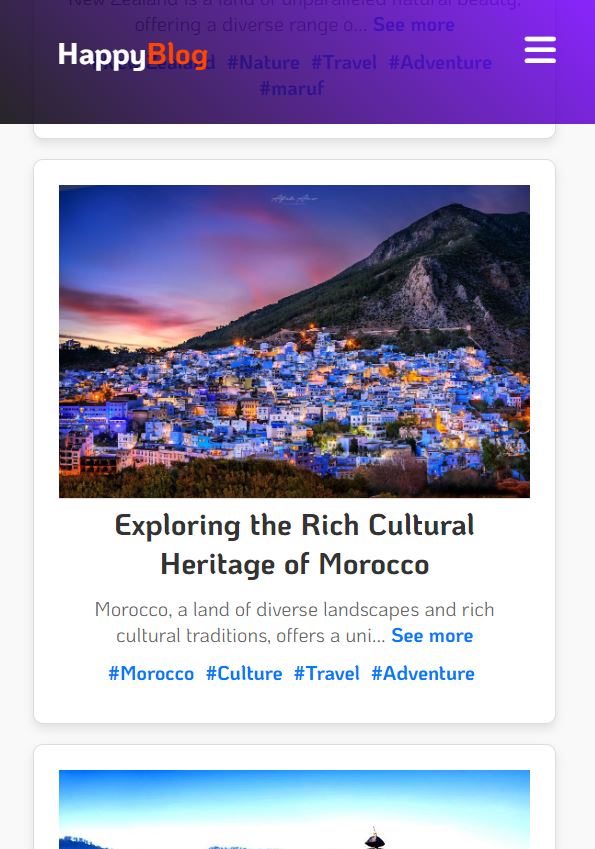 New Zealand is a land of unparalleled natural beauty,
offering a diverse range o... See more
HappyBlog
Zealand #Nature #Travel #Adventure
#maruf
Exploring the Rich Cultural
Heritage of Morocco
Morocco, a land of diverse landscapes and rich
cultural traditions, offers a uni... See more
#Morocco #Culture #Travel #Adventure